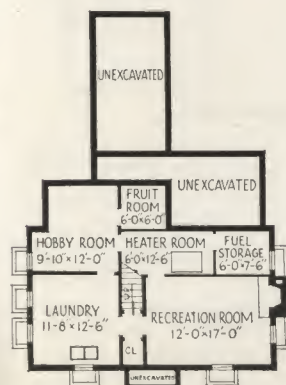 UNEXCAVATED
FRUIT
ROOM
6'-0"x6'-0"
UNEXCAVATED
HOBBY ROOM
9'-10"x12'-0"
HEATER ROOM
6'-0"x12'-6"
FUEL
STORAGE
6'-0"x7'-6"
LAUNDRY
11'-8"x12'-6"
RECREATION ROOM
12'-0"x17'-0"
CL
UNEXCAVATED